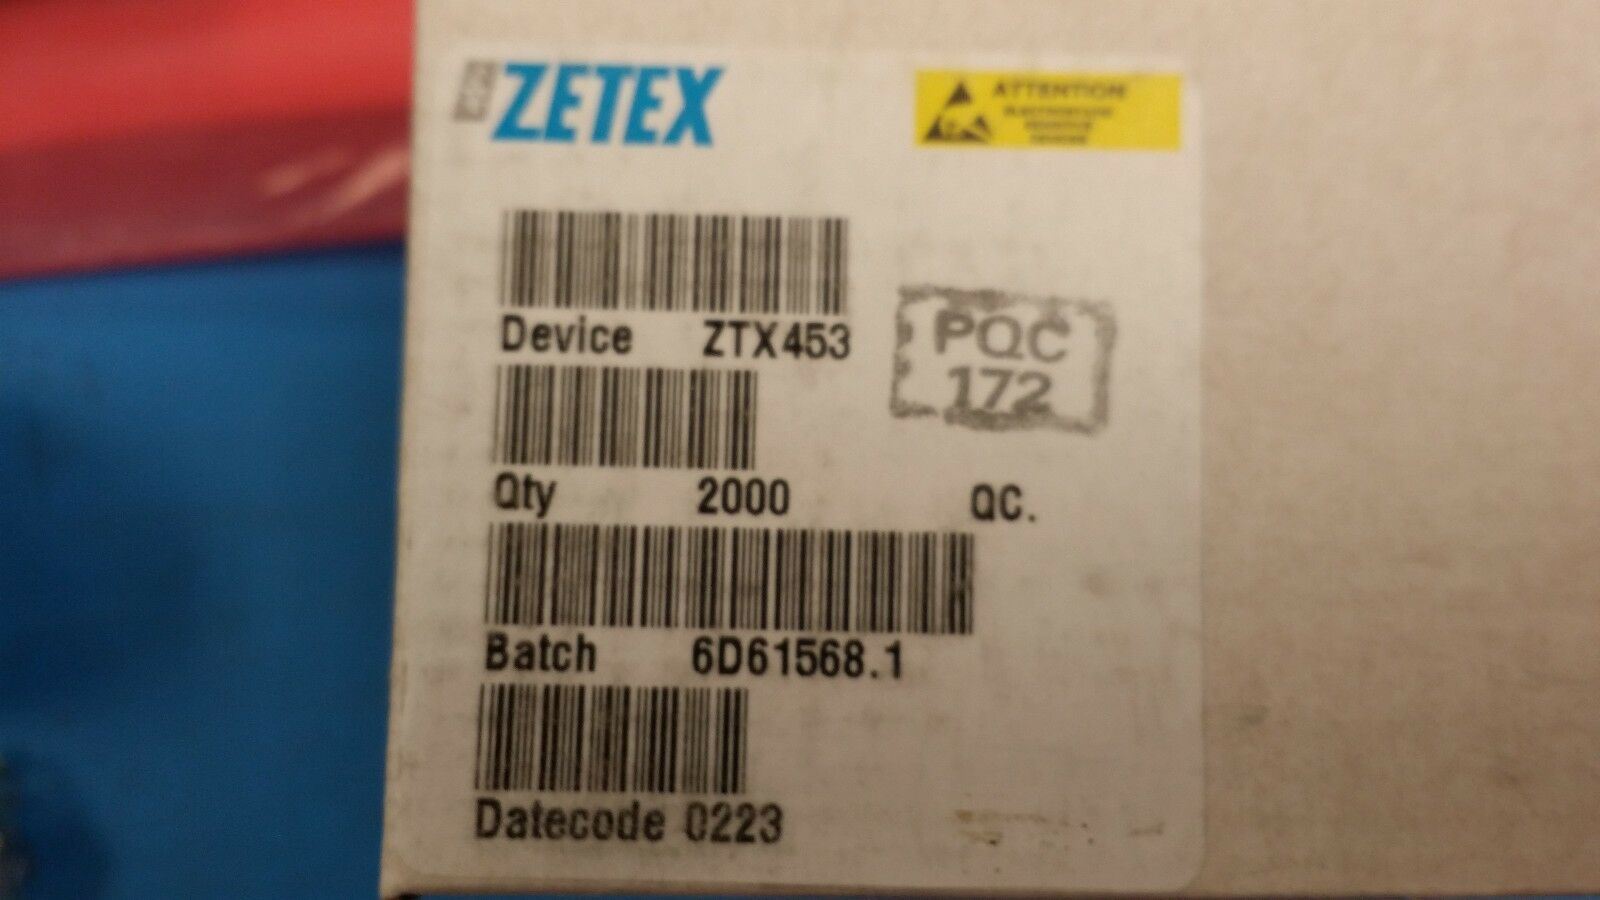 ZETEX
ATTENTION
Device ZTX453
PQC
172
Qty 2000 QC.
Batch 6D61568.1
Datecode 0223